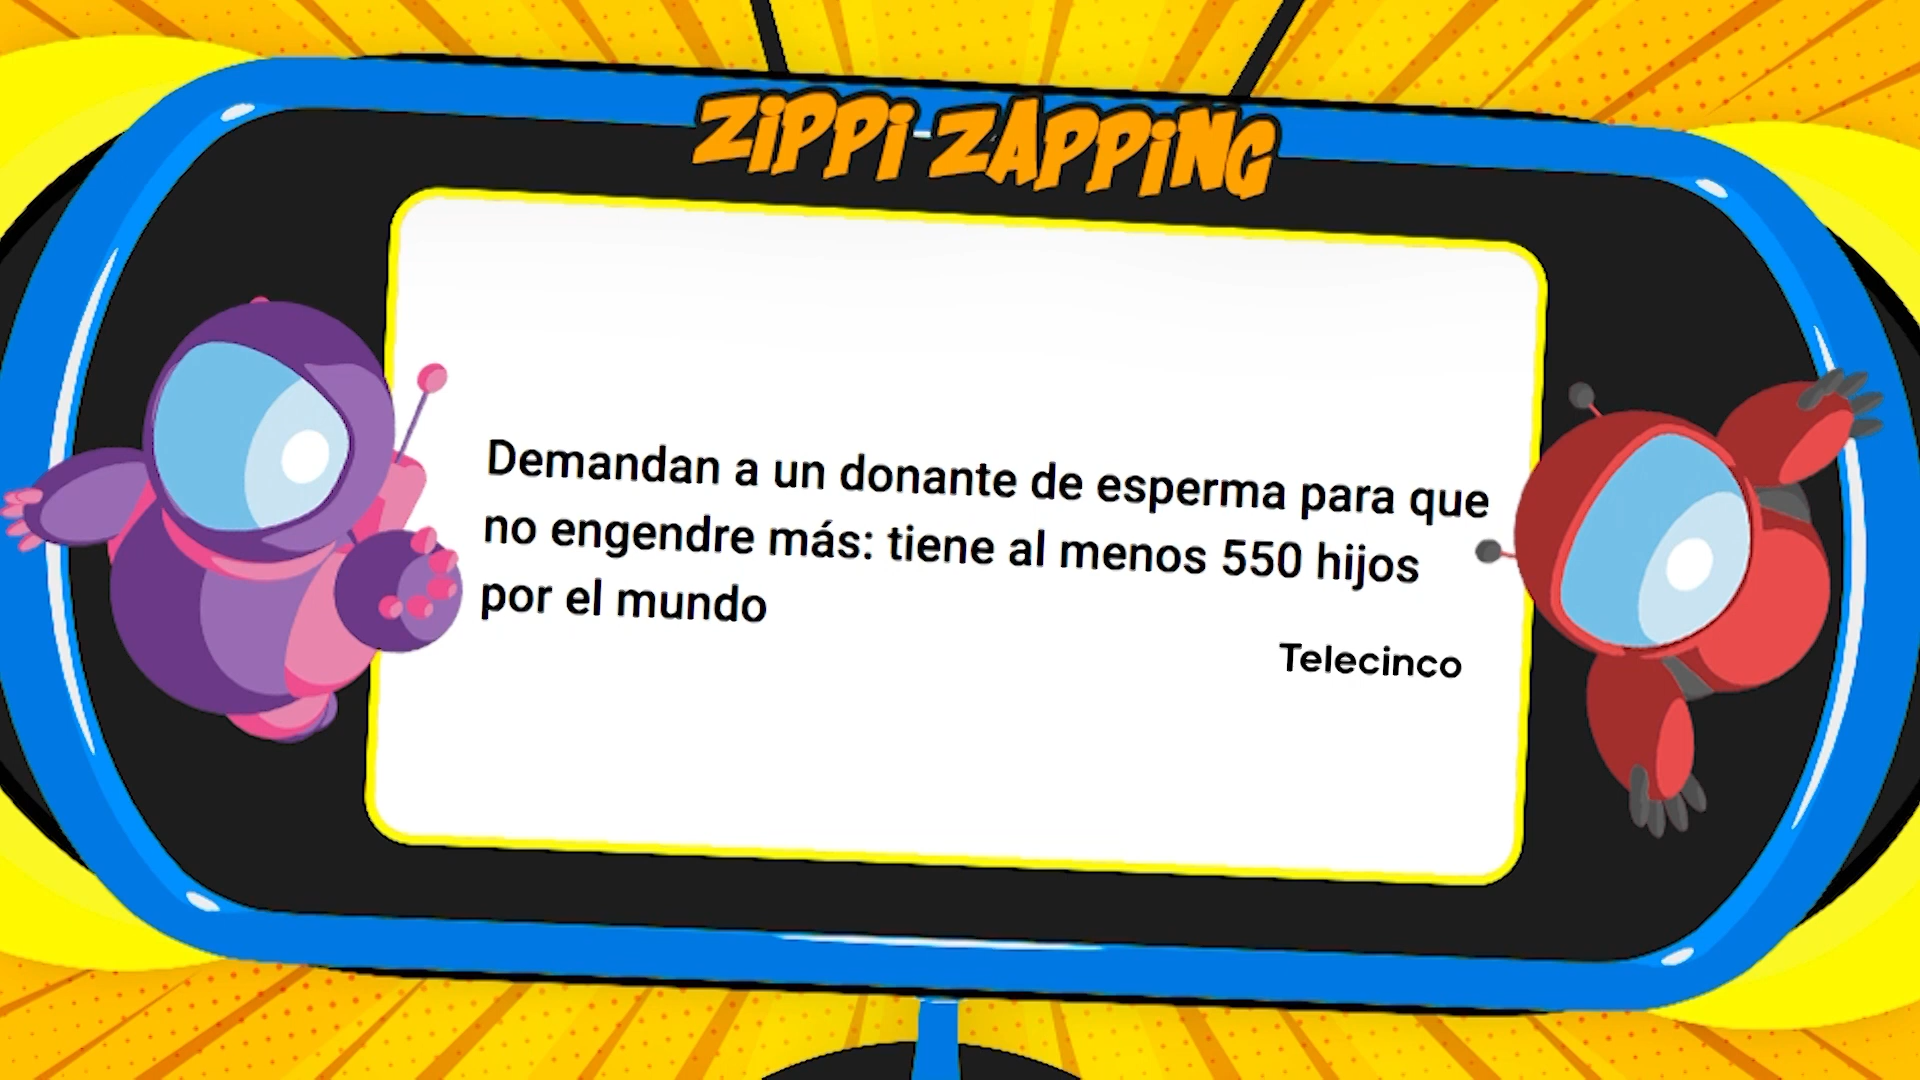 ZiPPi ZAPPiNG
Demandan a un donante de esperma para que
no engendre más: tiene al menos 550 hijos
por el mundo
Telecinco